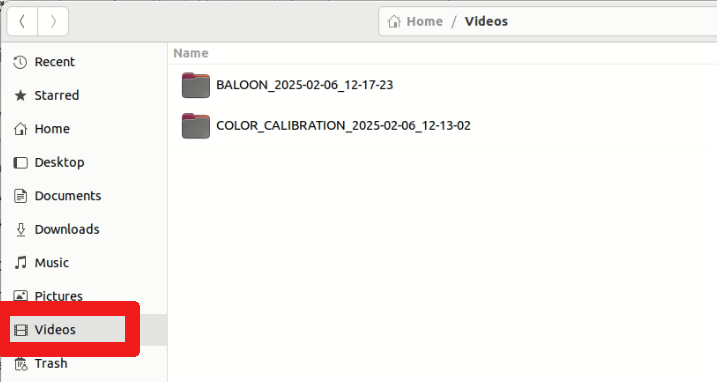 Home / Videos
Recent
Starred
Home
Desktop
Documents
Downloads
Music
Pictures
Videos
Trash
Name
BALOON_2025-02-06_12-17-23
COLOR_CALIBRATION_2025-02-06_12-13-02